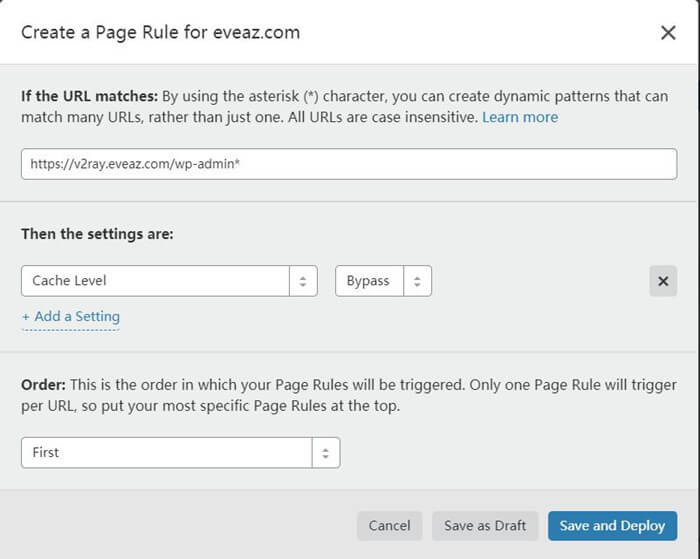 Create a Page Rule for eveaz.com
If the URL matches: By using the asterisk (*) character, you can create dynamic patterns that can
match many URLs, rather than just one. All URLs are case insensitive. Learn more
https://v2ray.eveaz.com/wp-admin*
Then the settings are:
Cache Level Bypass
+ Add a Setting
Order: This is the order in which your Page Rules will be triggered. Only one Page Rule will trigger
per URL, so put your most specific Page Rules at the top.
First
Cancel Save as Draft Save and Deploy